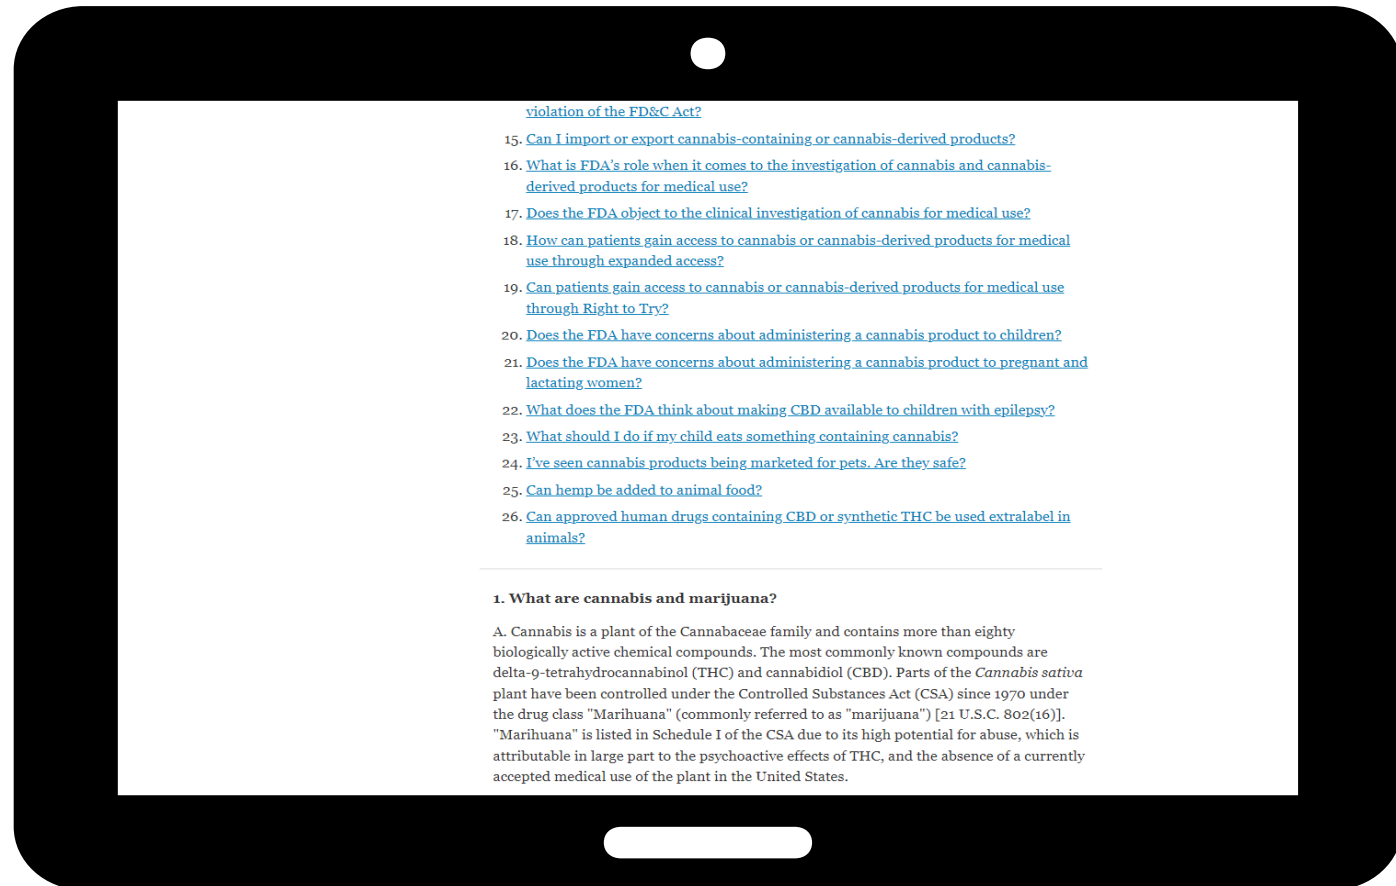 violation of the FD&C Act?
15. Can I import or export cannabis-containing or cannabis-derived products?
16. What is FDA’s role when it comes to the investigation of cannabis and cannabis-
derived products for medical use?
17. Does the FDA object to the clinical investigation of cannabis for medical use?
18. How can patients gain access to cannabis or cannabis-derived products for medical
use through expanded access?
19. Can patients gain access to cannabis or cannabis-derived products for medical use
through Right to Try?
20. Does the FDA have concerns about administering a cannabis product to children?
21. Does the FDA have concerns about administering a cannabis product to pregnant and
lactating women?
22. What does the FDA think about making CBD available to children with epilepsy?
23. What should I do if my child eats something containing cannabis?
24. I’ve seen cannabis products being marketed for pets. Are they safe?
25. Can hemp be added to animal food?
26. Can approved human drugs containing CBD or synthetic THC be used extralabel in
animals?
1. What are cannabis and marijuana?
A. Cannabis is a plant of the Cannabaceae family and contains more than eighty
biologically active chemical compounds. The most commonly known compounds are
delta-9-tetrahydrocannabinol (THC) and cannabidiol (CBD). Parts of the Cannabis sativa
plant have been controlled under the Controlled Substances Act (CSA) since 1970 under
the drug class "Marihuana" (commonly referred to as "marijuana") [21 U.S.C. 802(16)].
"Marihuana" is listed in Schedule I of the CSA due to its high potential for abuse, which is
attributable in large part to the psychoactive effects of THC, and the absence of a currently
accepted medical use of the plant in the United States.